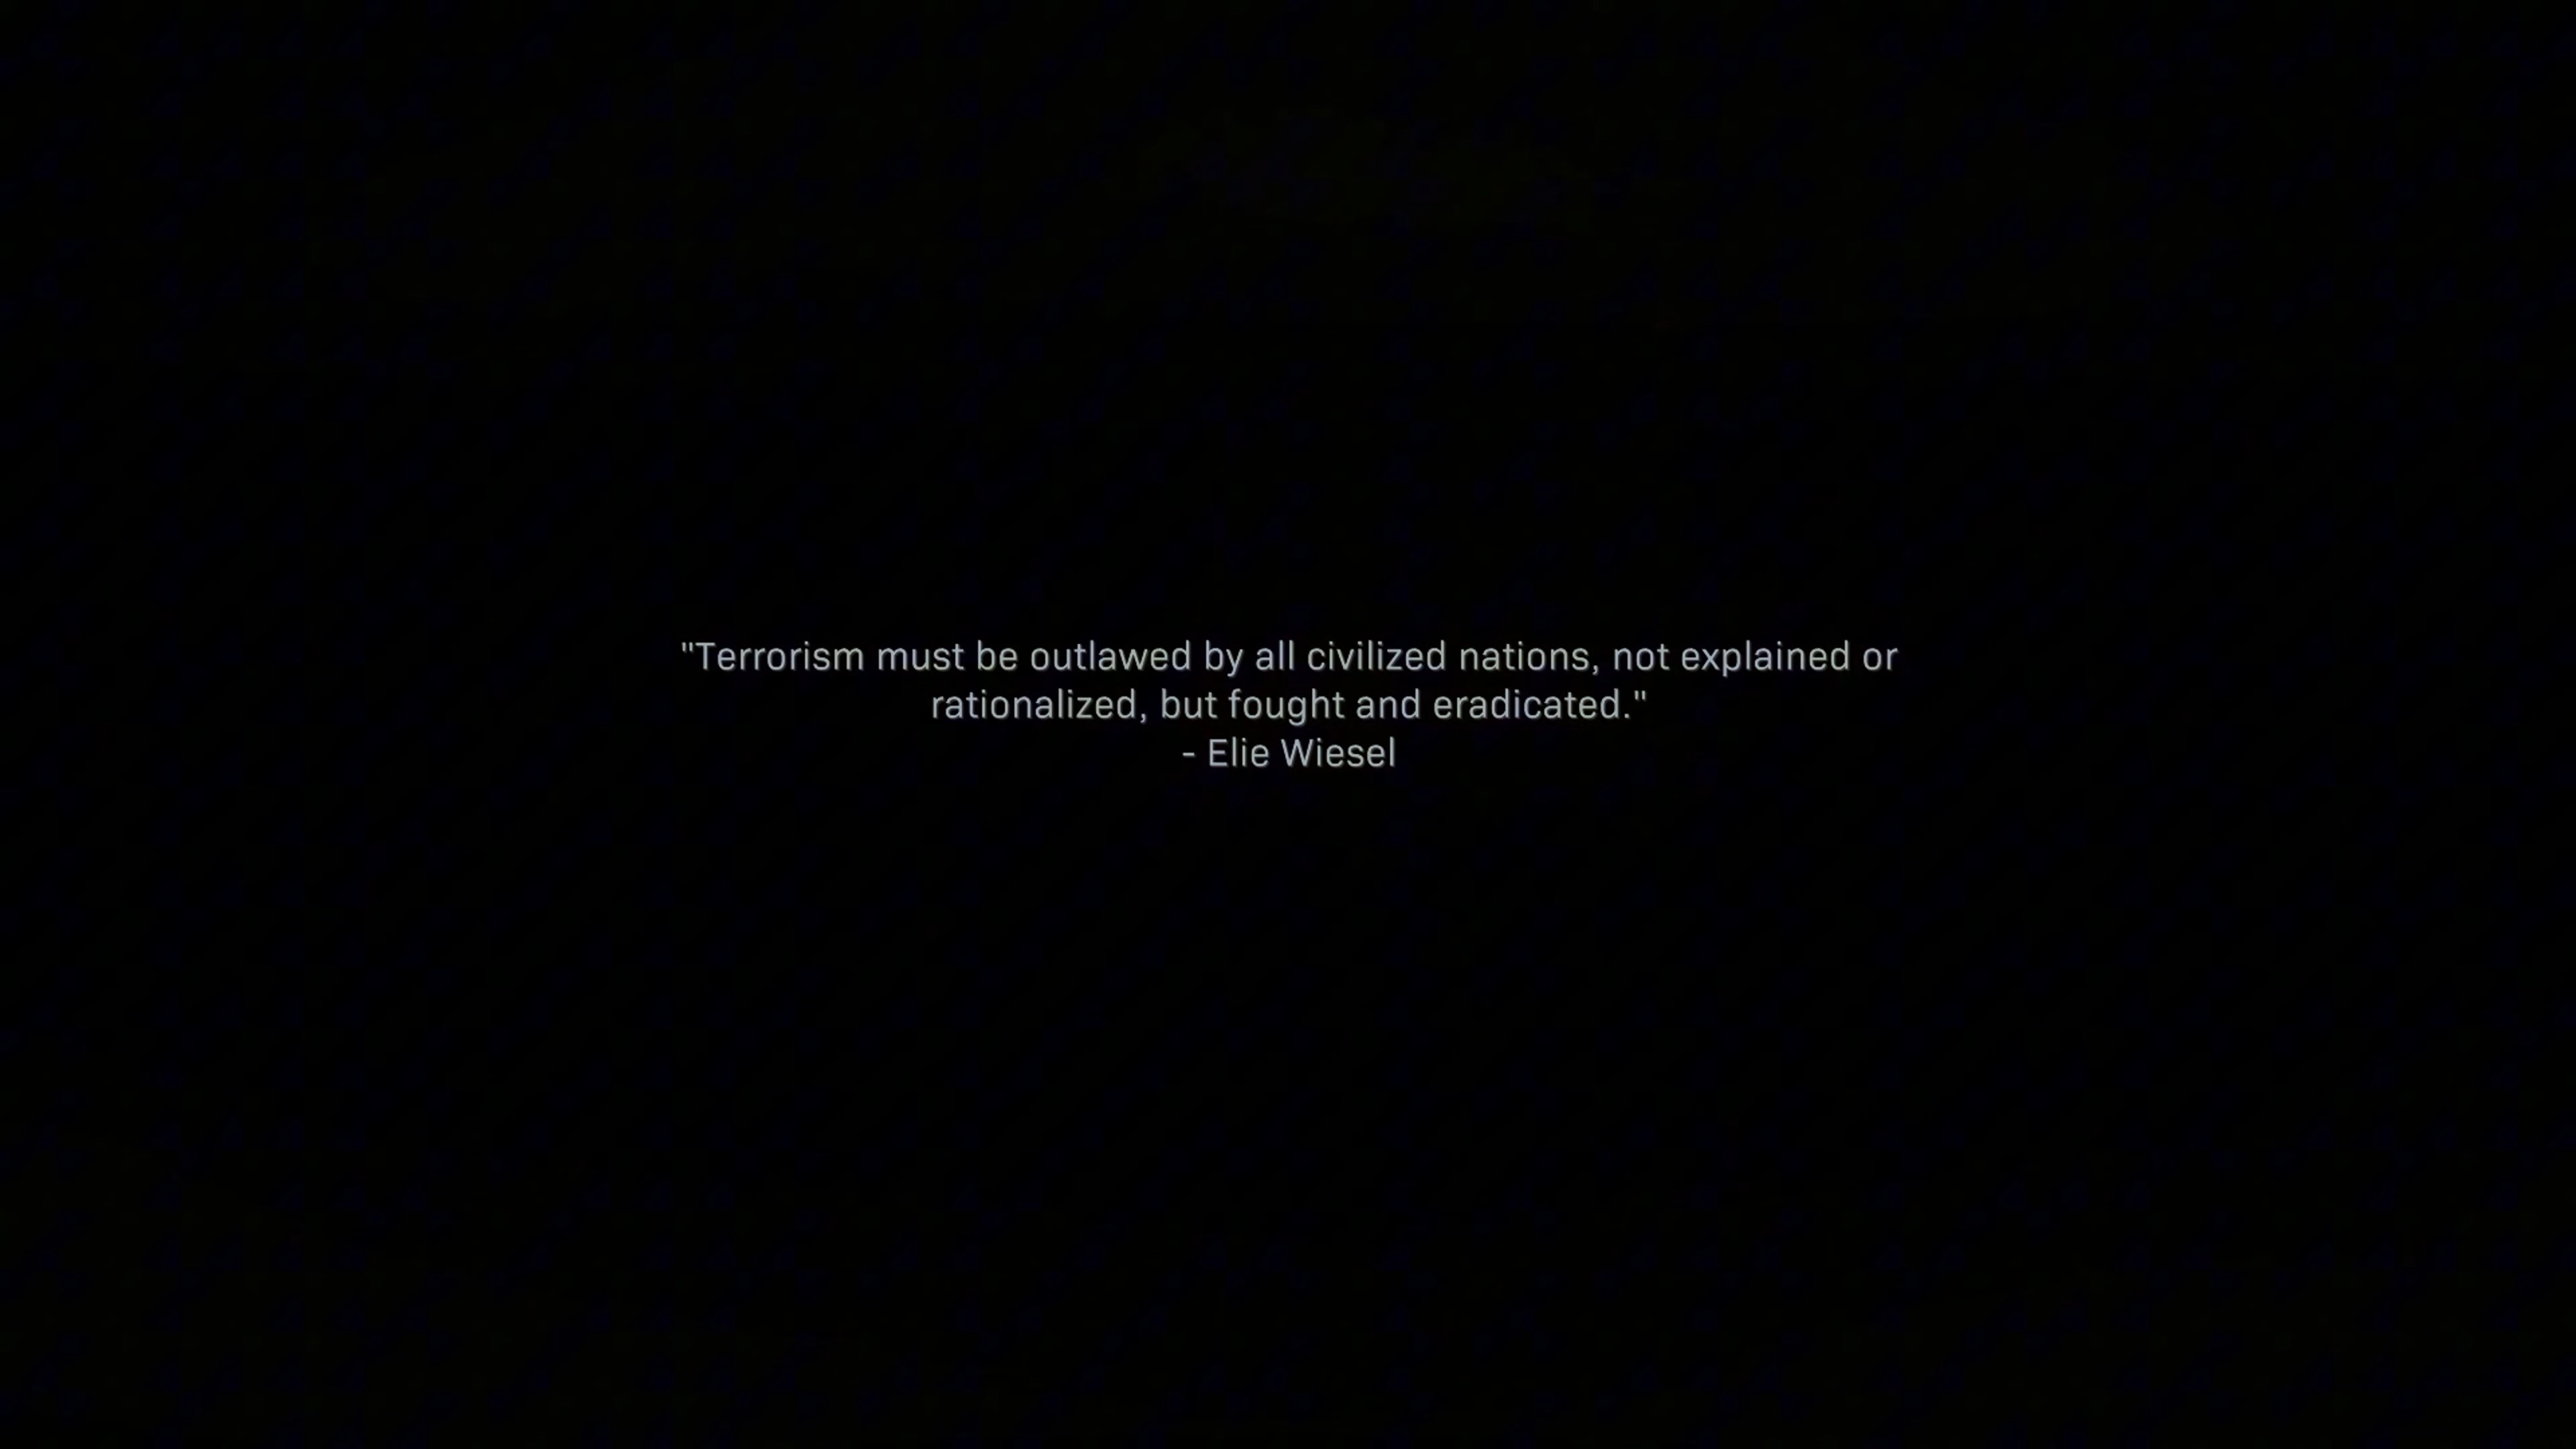 "Terrorism must be outlawed by all civilized nations, not explained or
rationalized, but fought and eradicated."
- Elie Wiesel